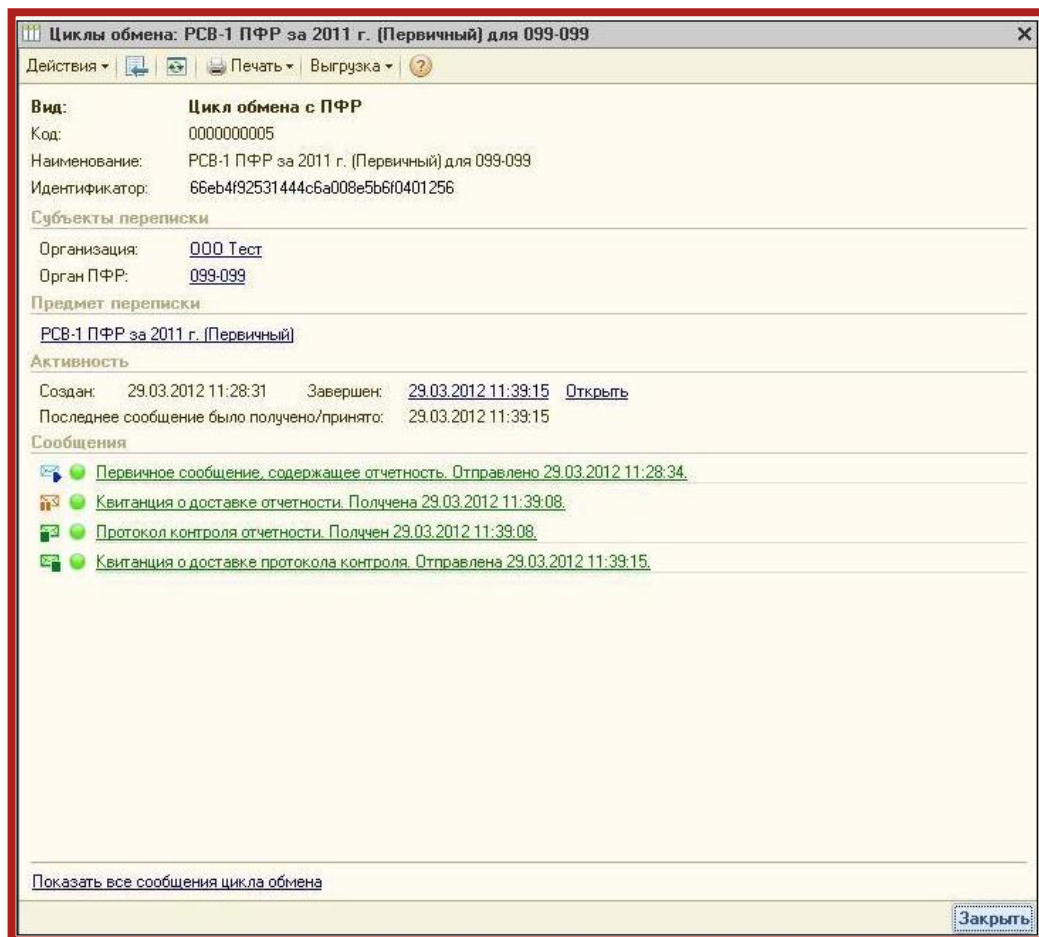 Циклы обмена: РСВ-1 ПФР за 2011 г. (Первичный) для 099-099
Действия Печать Выгрузка
Вид: Цикл обмена с ПФР
Код: 0000000005
Наименование: РСВ-1 ПФР за 2011 г. (Первичный) для 099-099
Идентификатор: 66eb4f92531444c6a008e5b6f0401256
Субъекты переписки
Организация: ООО Тест
Орган ПФР: 099-099
Предмет переписки
РСВ-1 ПФР за 2011 г. (Первичный)
Активность
Создан: 29.03.2012 11:28:31 Завершен: 29.03.2012 11:39:15 Открыть
Последнее сообщение было получено/принято: 29.03.2012 11:39:15
Сообщения
Первичное сообщение, содержащее отчетность. Отправлено 29.03.2012 11:28:34.
Квитанция о доставке отчетности. Получена 29.03.2012 11:39:08.
Протокол контроля отчетности. Получен 29.03.2012 11:39:08.
Квитанция о доставке протокола контроля. Отправлена 29.03.2012 11:39:15.
Показать все сообщения цикла обмена
Закрыть